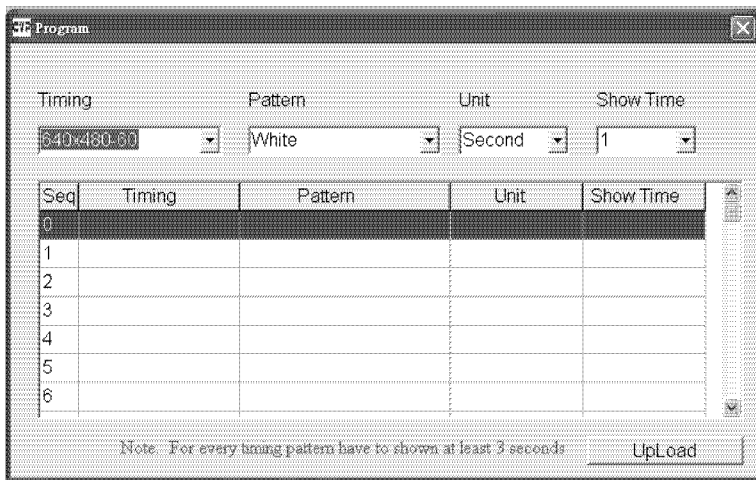 Program
Timing Pattern Unit Show Time
640x480-60 White Second 1
Seq Timing Pattern Unit Show Time
0
1
2
3
4
5
6
Note. For every timing pattern have to shown at least 3 seconds UpLoad